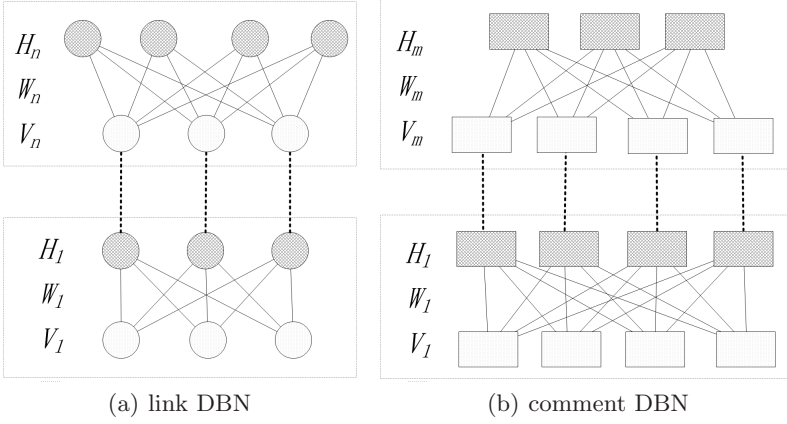 H_n
W_n
V_n
H_1
W_1
V_1
(a) link DBN
H_m
W_m
V_m
H_1
W_1
V_1
(b) comment DBN